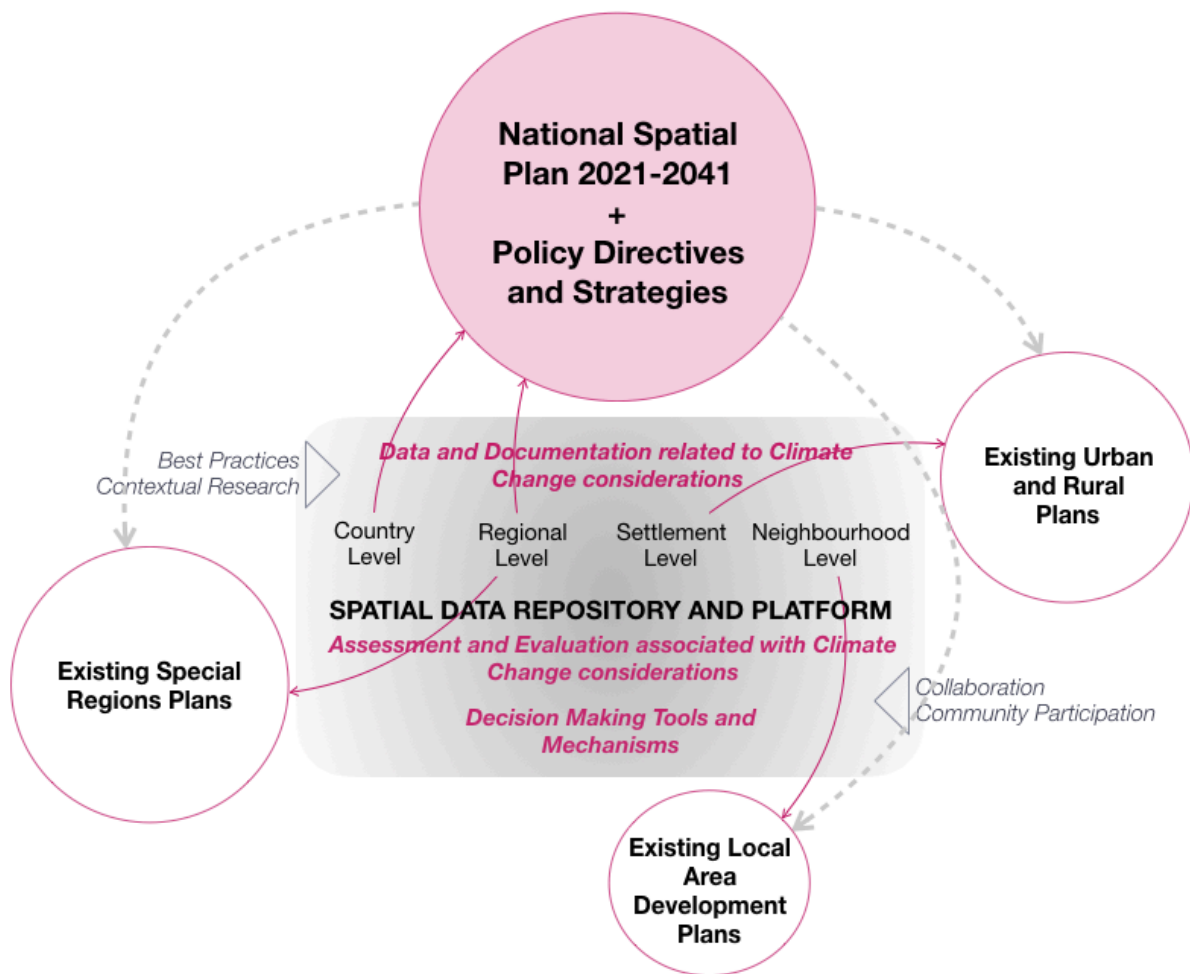 National Spatial
Plan 2021-2041
+
Policy Directives
and Strategies
Best Practices
Contextual Research
Data and Documentation related to Climate
Change considerations
Existing Urban
and Rural
Plans
Country
Level
Regional
Level
Settlement
Level
Neighbourhood
Level
SPATIAL DATA REPOSITORY AND PLATFORM
Assessment and Evaluation associated with Climate
Change considerations
Decision Making Tools and
Mechanisms
Existing Special
Regions Plans
Collaboration
Community Participation
Existing Local
Area
Development
Plans